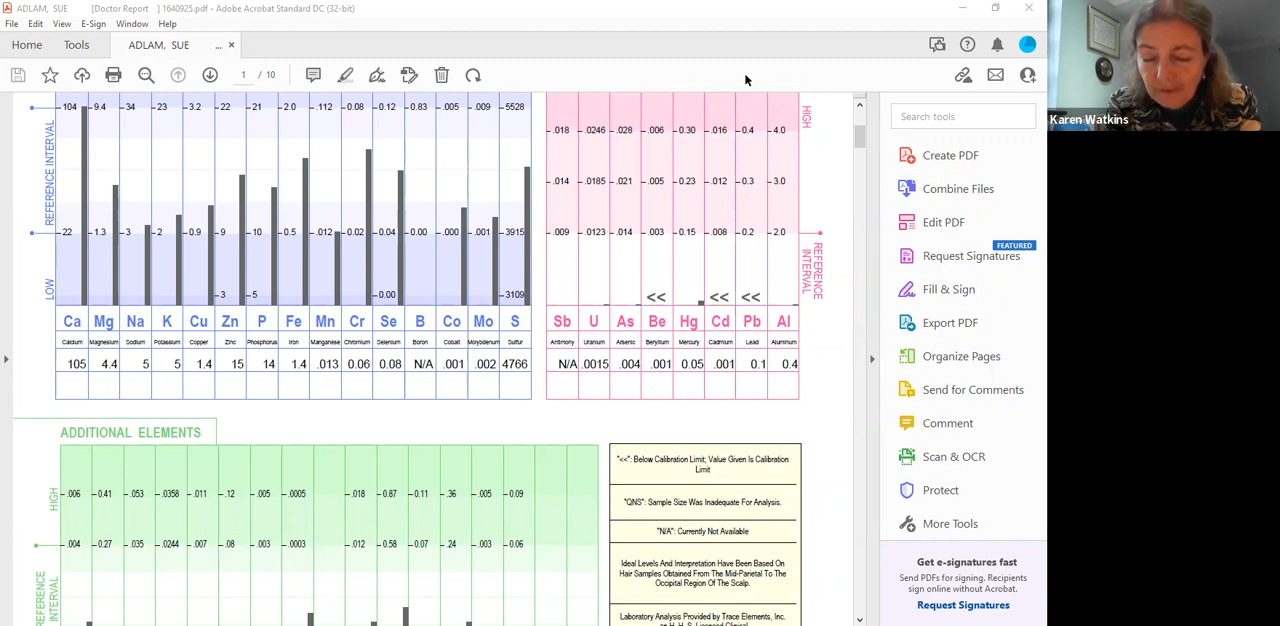 ADLAM, SUE [Doctor Report ] 1640925.pdf - Adobe Acrobat Standard DC (32-bit)
File Edit View E-Sign Window Help
Home Tools ADLAM, SUE ... ×
1 / 10
Search tools
Karen Watkins
REFERENCE INTERVAL
LOW
104 9.4 34 23 3.2 22 21 2.0 .112 0.08 0.12 0.83 .005 .009 5528
22 1.3 3 2 0.9 9 10 0.5 .012 0.02 0.04 0.00 .000 .001 3915
3 5 0.00 3109
Ca Mg Na K Cu Zn P Fe Mn Cr Se B Co Mo S
Calcium Magnesium Sodium Potassium Copper Zinc Phosphorus Iron Manganese Chromium Selenium Boron Cobalt Molybdenum Sulfur
105 4.4 5 5 1.4 15 14 1.4 .013 0.06 0.08 N/A .001 .002 4766
HIGH
.018 .0246 .028 .006 0.30 .016 0.4 4.0
.014 .0185 .021 .005 0.23 .012 0.3 3.0
.009 .0123 .014 .003 0.15 .008 0.2 2.0
REFERENCE INTERVAL
<< << <<
Sb U As Be Hg Cd Pb Al
Antimony Uranium Arsenic Beryllium Mercury Cadmium Lead Aluminum
N/A .0015 .004 .001 0.05 .001 0.1 0.4
ADDITIONAL ELEMENTS
HIGH
.006 0.41 .053 .0358 .011 .12 .005 .0005 .018 0.87 0.11 .36 .005 0.09
.004 0.27 .035 .0244 .007 .08 .003 .0003 .012 0.58 0.07 .24 .003 0.06
REFERENCE INTERVAL
"<<": Below Calibration Limit; Value Given Is Calibration
Limit
"QNS": Sample Size Was Inadequate For Analysis.
"N/A": Currently Not Available
Ideal Levels And Interpretation Have Been Based On
Hair Samples Obtained From The Mid-Parietal To The
Occipital Region Of The Scalp.
Laboratory Analysis Provided by Trace Elements, Inc.
an H. H. S. Licensed Clinical
Create PDF
Combine Files
Edit PDF
FEATURED
Request Signatures
Fill & Sign
Export PDF
Organize Pages
Send for Comments
Comment
Scan & OCR
Protect
More Tools
Get e-signatures fast
Send PDFs for signing. Recipients
sign online without Acrobat.
Request Signatures